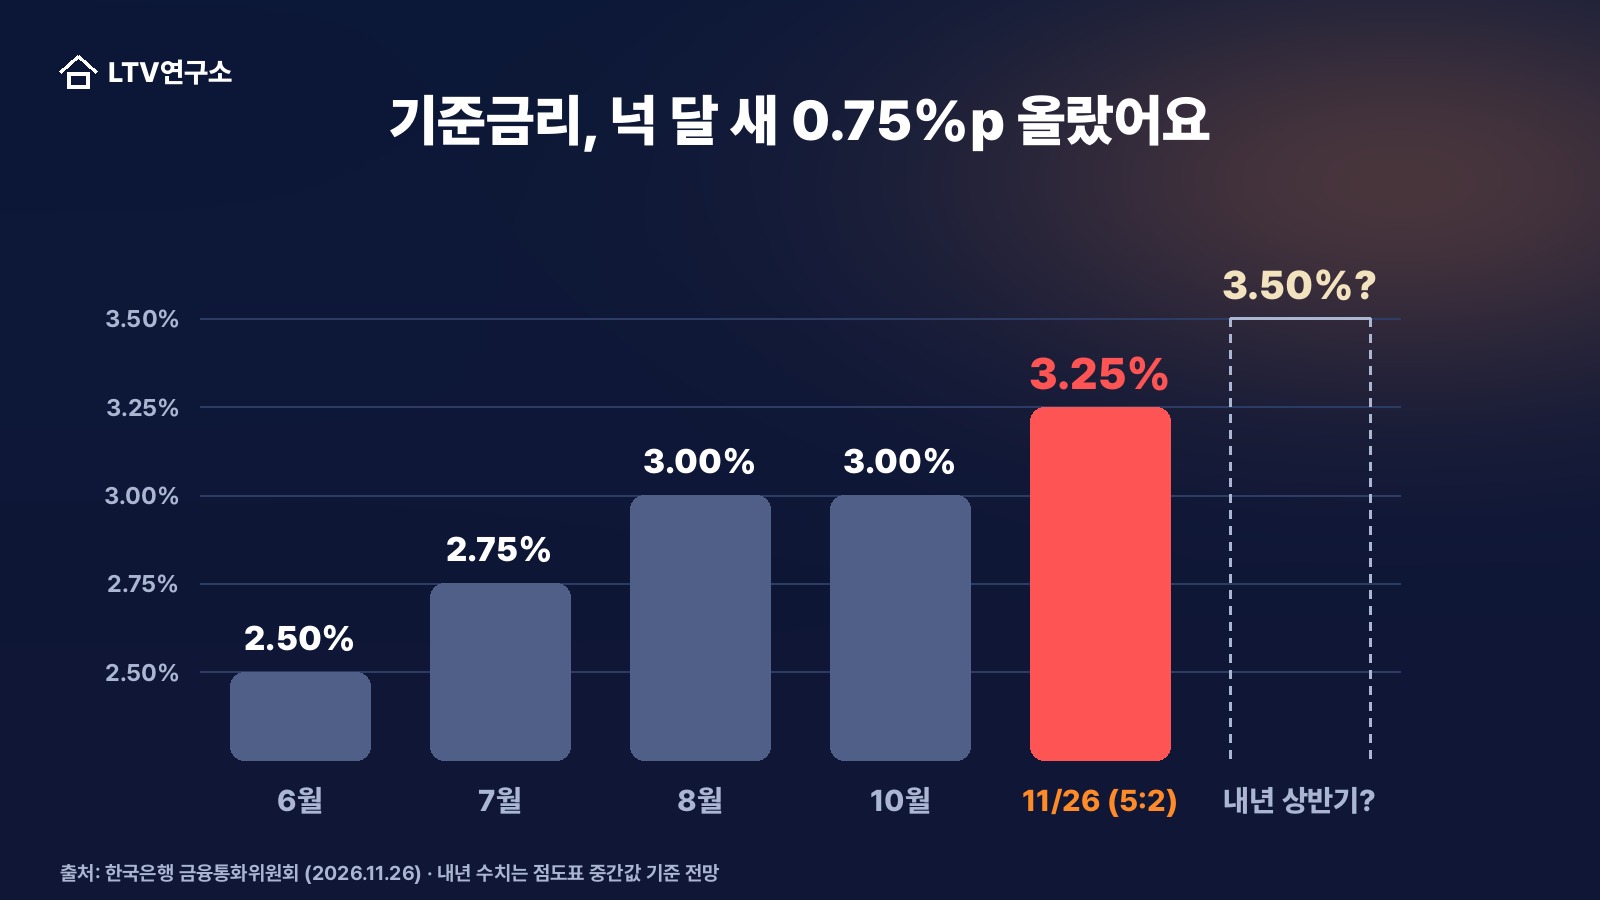 LTV연구소
기준금리, 넉 달 새 0.75%p 올랐어요
3.50%?
3.50%
3.25%
3.25%
3.00%
3.00%
3.00%
2.75%
2.75%
2.50%
2.50%
6월
7월
8월
10월
11/26 (5:2)
내년 상반기?
출처: 한국은행 금융통화위원회 (2026.11.26) · 내년 수치는 점도표 중간값 기준 전망